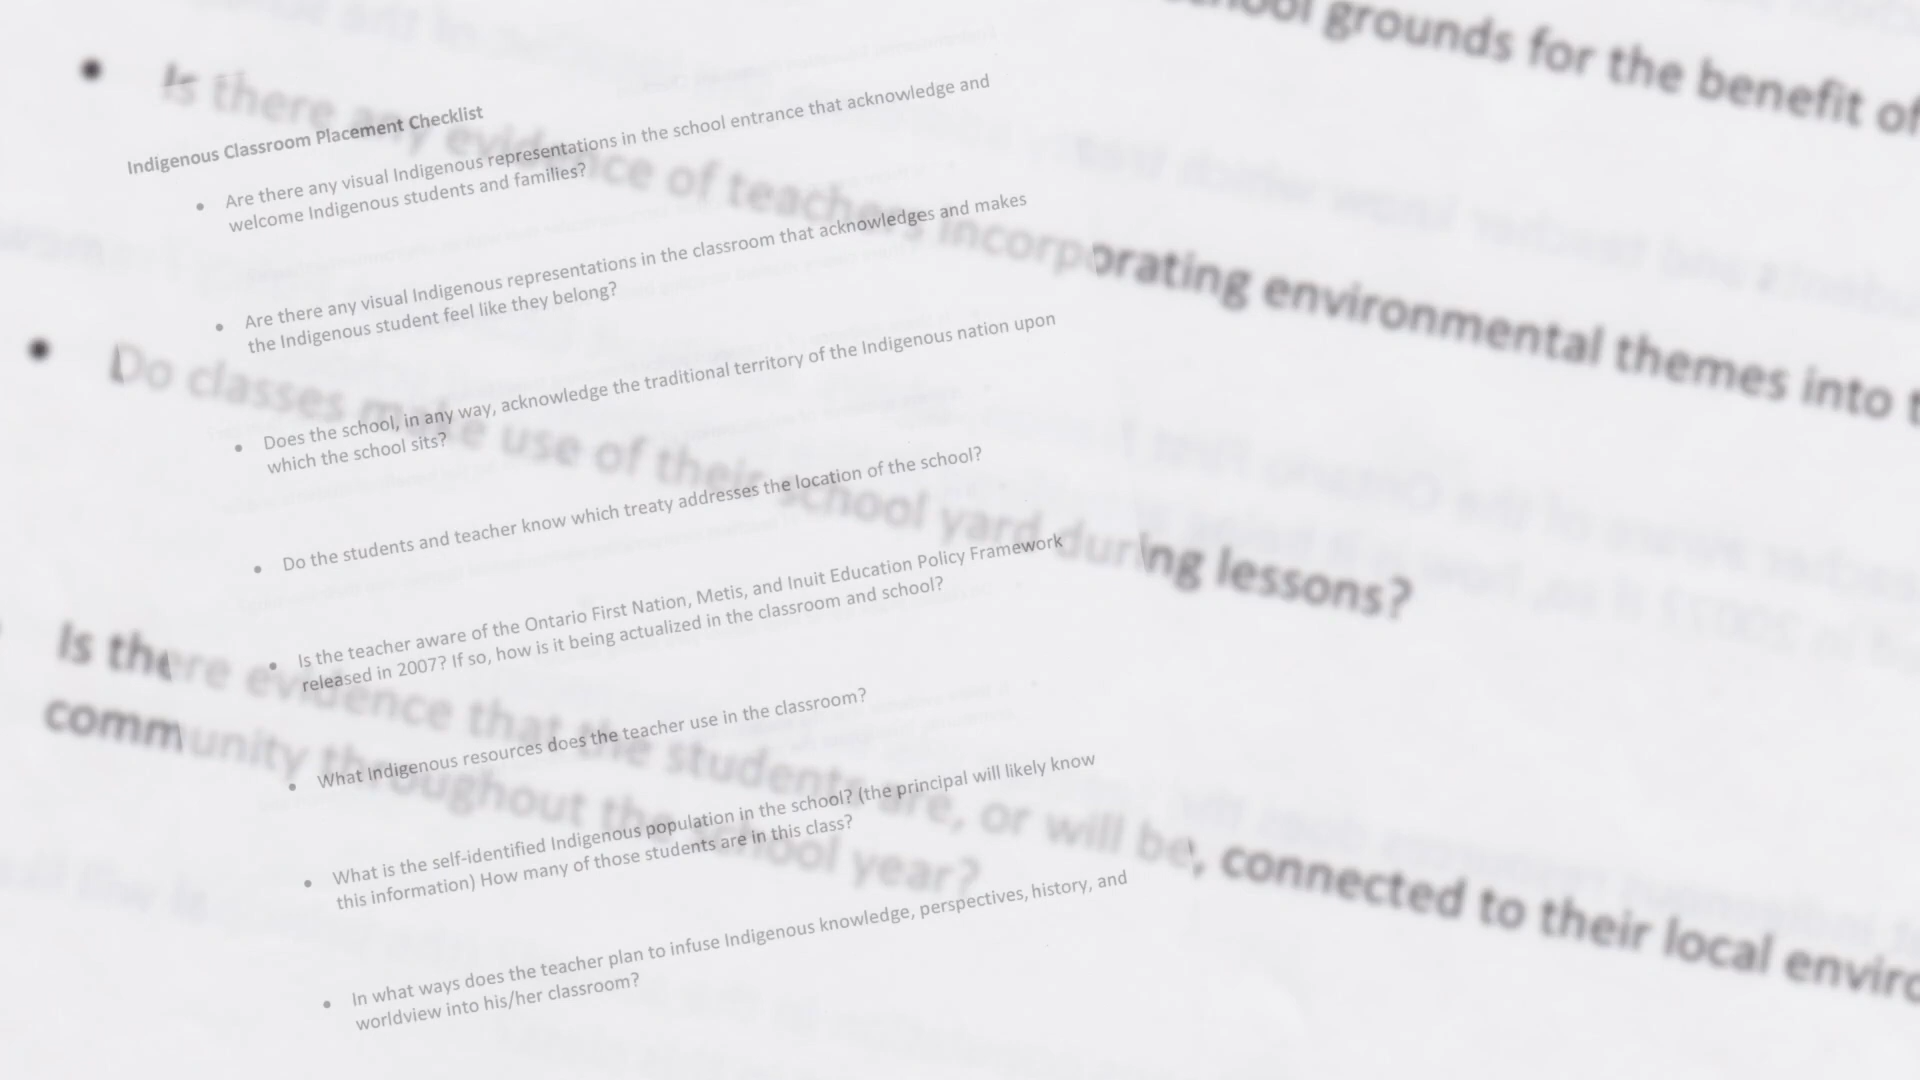 Indigenous Classroom Placement Checklist
• Are there any visual Indigenous representations in the school entrance that acknowledge and
welcome Indigenous students and families?
• Are there any visual Indigenous representations in the classroom that acknowledges and makes
the Indigenous student feel like they belong?
• Does the school, in any way, acknowledge the traditional territory of the Indigenous nation upon
which the school sits?
• Do the students and teacher know which treaty addresses the location of the school?
• Is the teacher aware of the Ontario First Nation, Metis, and Inuit Education Policy Framework
released in 2007? If so, how is it being actualized in the classroom and school?
• What Indigenous resources does the teacher use in the classroom?
• What is the self-identified Indigenous population in the school? (the principal will likely know
this information) How many of those students are in this class?
• In what ways does the teacher plan to infuse Indigenous knowledge, perspectives, history, and
worldview into his/her classroom?
school grounds for the benefit of
• Is there any evidence of teachers incorporating environmental themes into
• Do classes make use of their school yard during lessons?
Is there evidence that the students are, or will be, connected to their local
community throughout the school year?